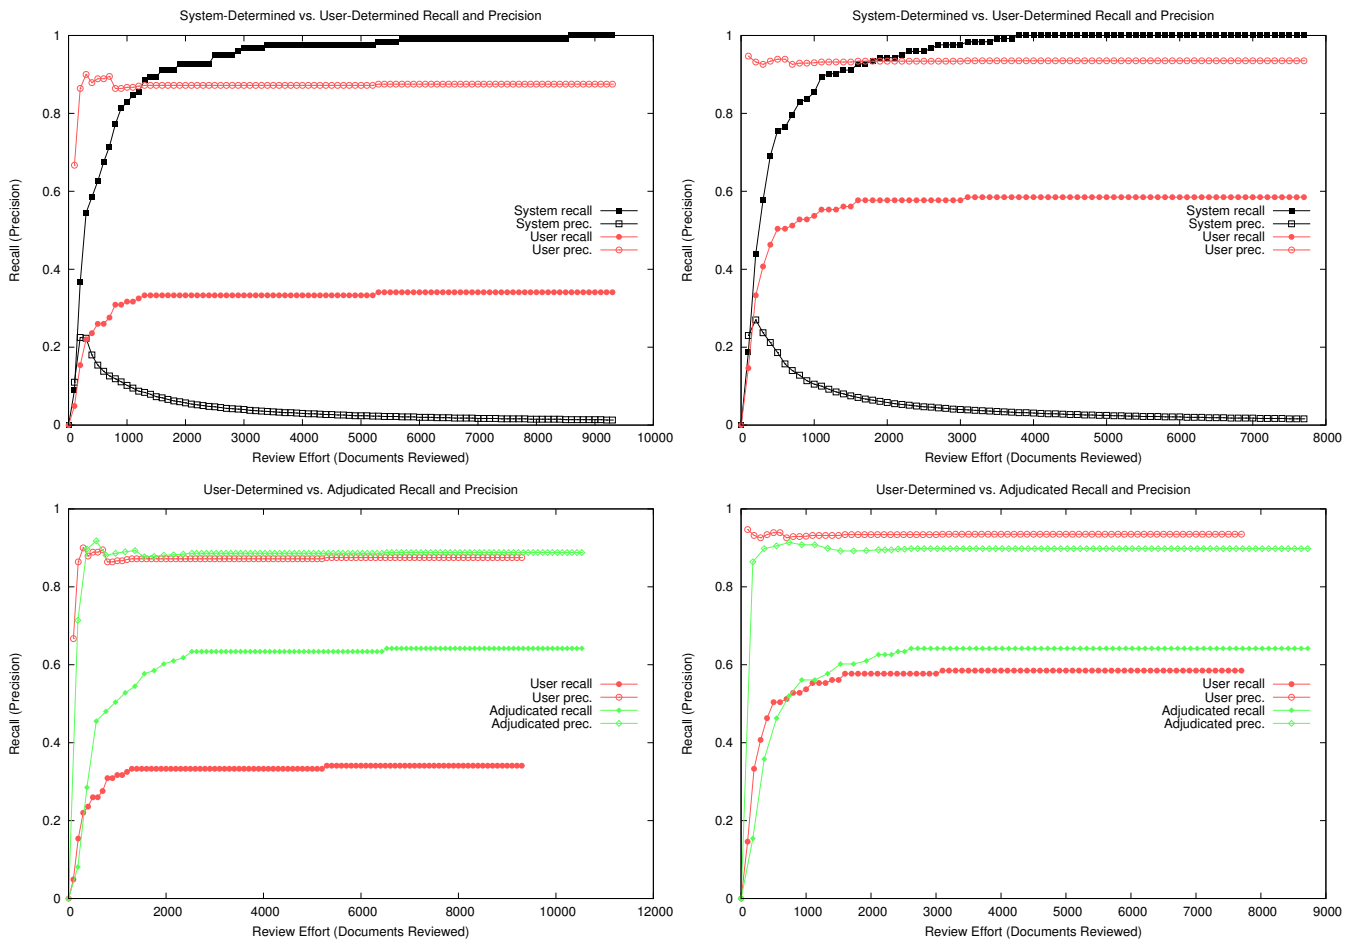 System-Determined vs. User-Determined Recall and Precision
1
0.8
0.6
0.4
0.2
0
Recall (Precision)
System recall
System prec.
User recall
User prec.
0 1000 2000 3000 4000 5000 6000 7000 8000 9000 10000
Review Effort (Documents Reviewed)
System-Determined vs. User-Determined Recall and Precision
1
0.8
0.6
0.4
0.2
0
Recall (Precision)
System recall
System prec.
User recall
User prec.
0 1000 2000 3000 4000 5000 6000 7000 8000
Review Effort (Documents Reviewed)
User-Determined vs. Adjudicated Recall and Precision
1
0.8
0.6
0.4
0.2
0
Recall (Precision)
User recall
User prec.
Adjudicated recall
Adjudicated prec.
0 2000 4000 6000 8000 10000 12000
Review Effort (Documents Reviewed)
User-Determined vs. Adjudicated Recall and Precision
1
0.8
0.6
0.4
0.2
0
Recall (Precision)
User recall
User prec.
Adjudicated recall
Adjudicated prec.
0 1000 2000 3000 4000 5000 6000 7000 8000 9000
Review Effort (Documents Reviewed)